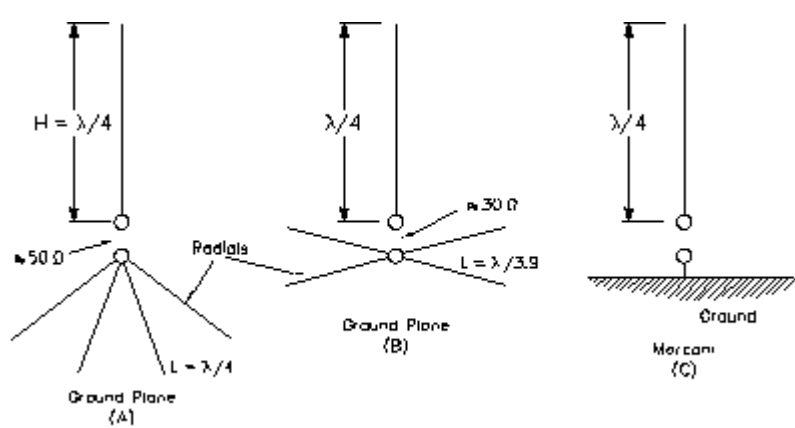 H = λ/4
≈50 Ω
Radials
L = λ/4
Ground Plane
(A)
λ/4
≈30 Ω
L = λ/3.9
Ground Plane
(B)
λ/4
Ground
Marconi
(C)